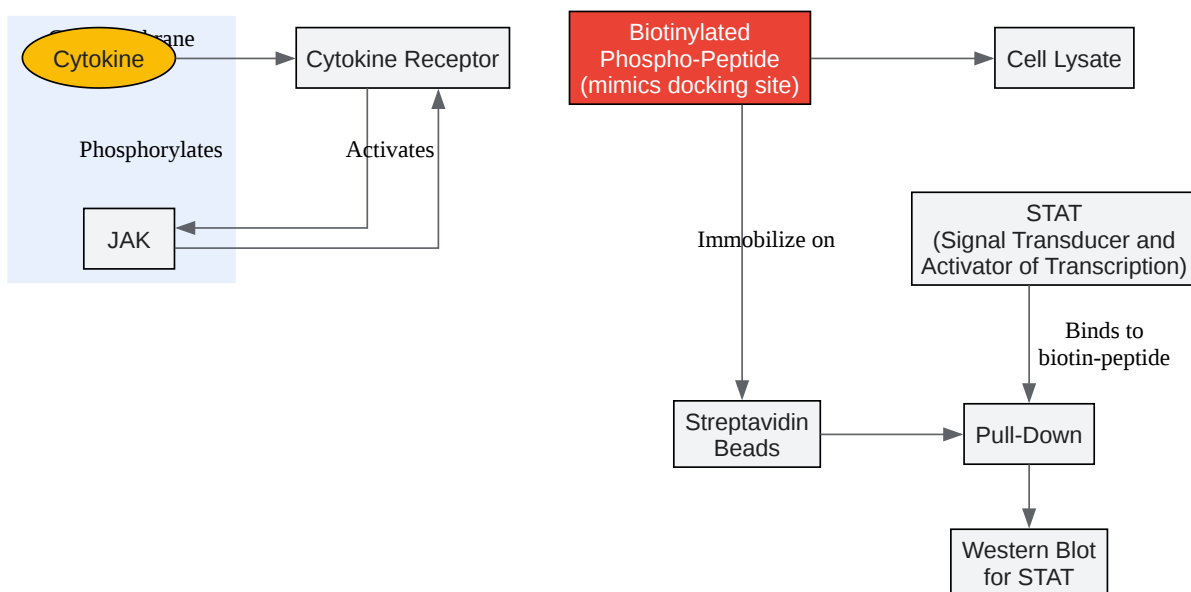 Cytokine
Cytokine Receptor
Phosphorylates
Activates
JAK
Biotinylated
Phospho-Peptide
(mimics docking site)
Cell Lysate
Immobilize on
STAT
(Signal Transducer and
Activator of Transcription)
Binds to
biotin-peptide
Streptavidin
Beads
Pull-Down
Western Blot
for STAT